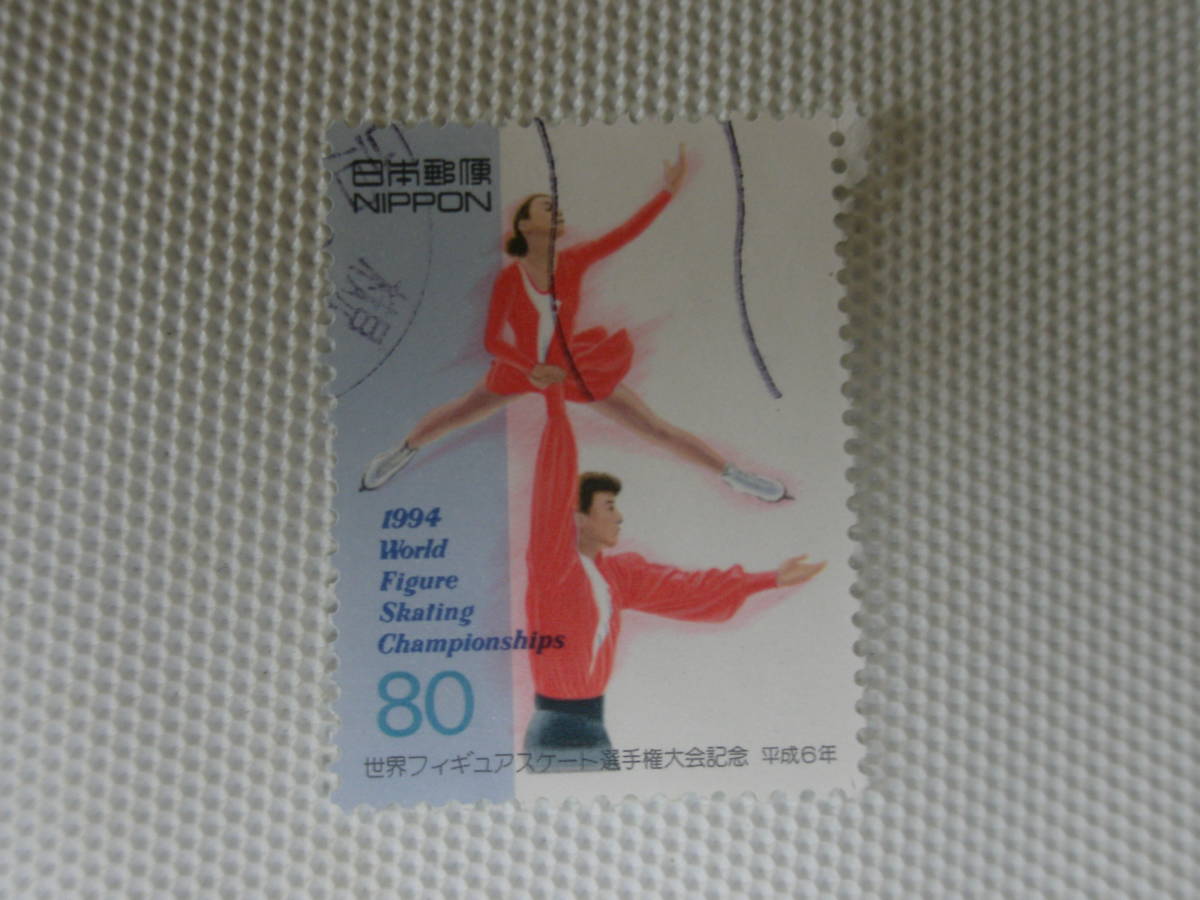 日本郵便
NIPPON
1994
World
Figure
Skating
Championships
80
世界フィギュアスケート選手権大会記念 平成6年